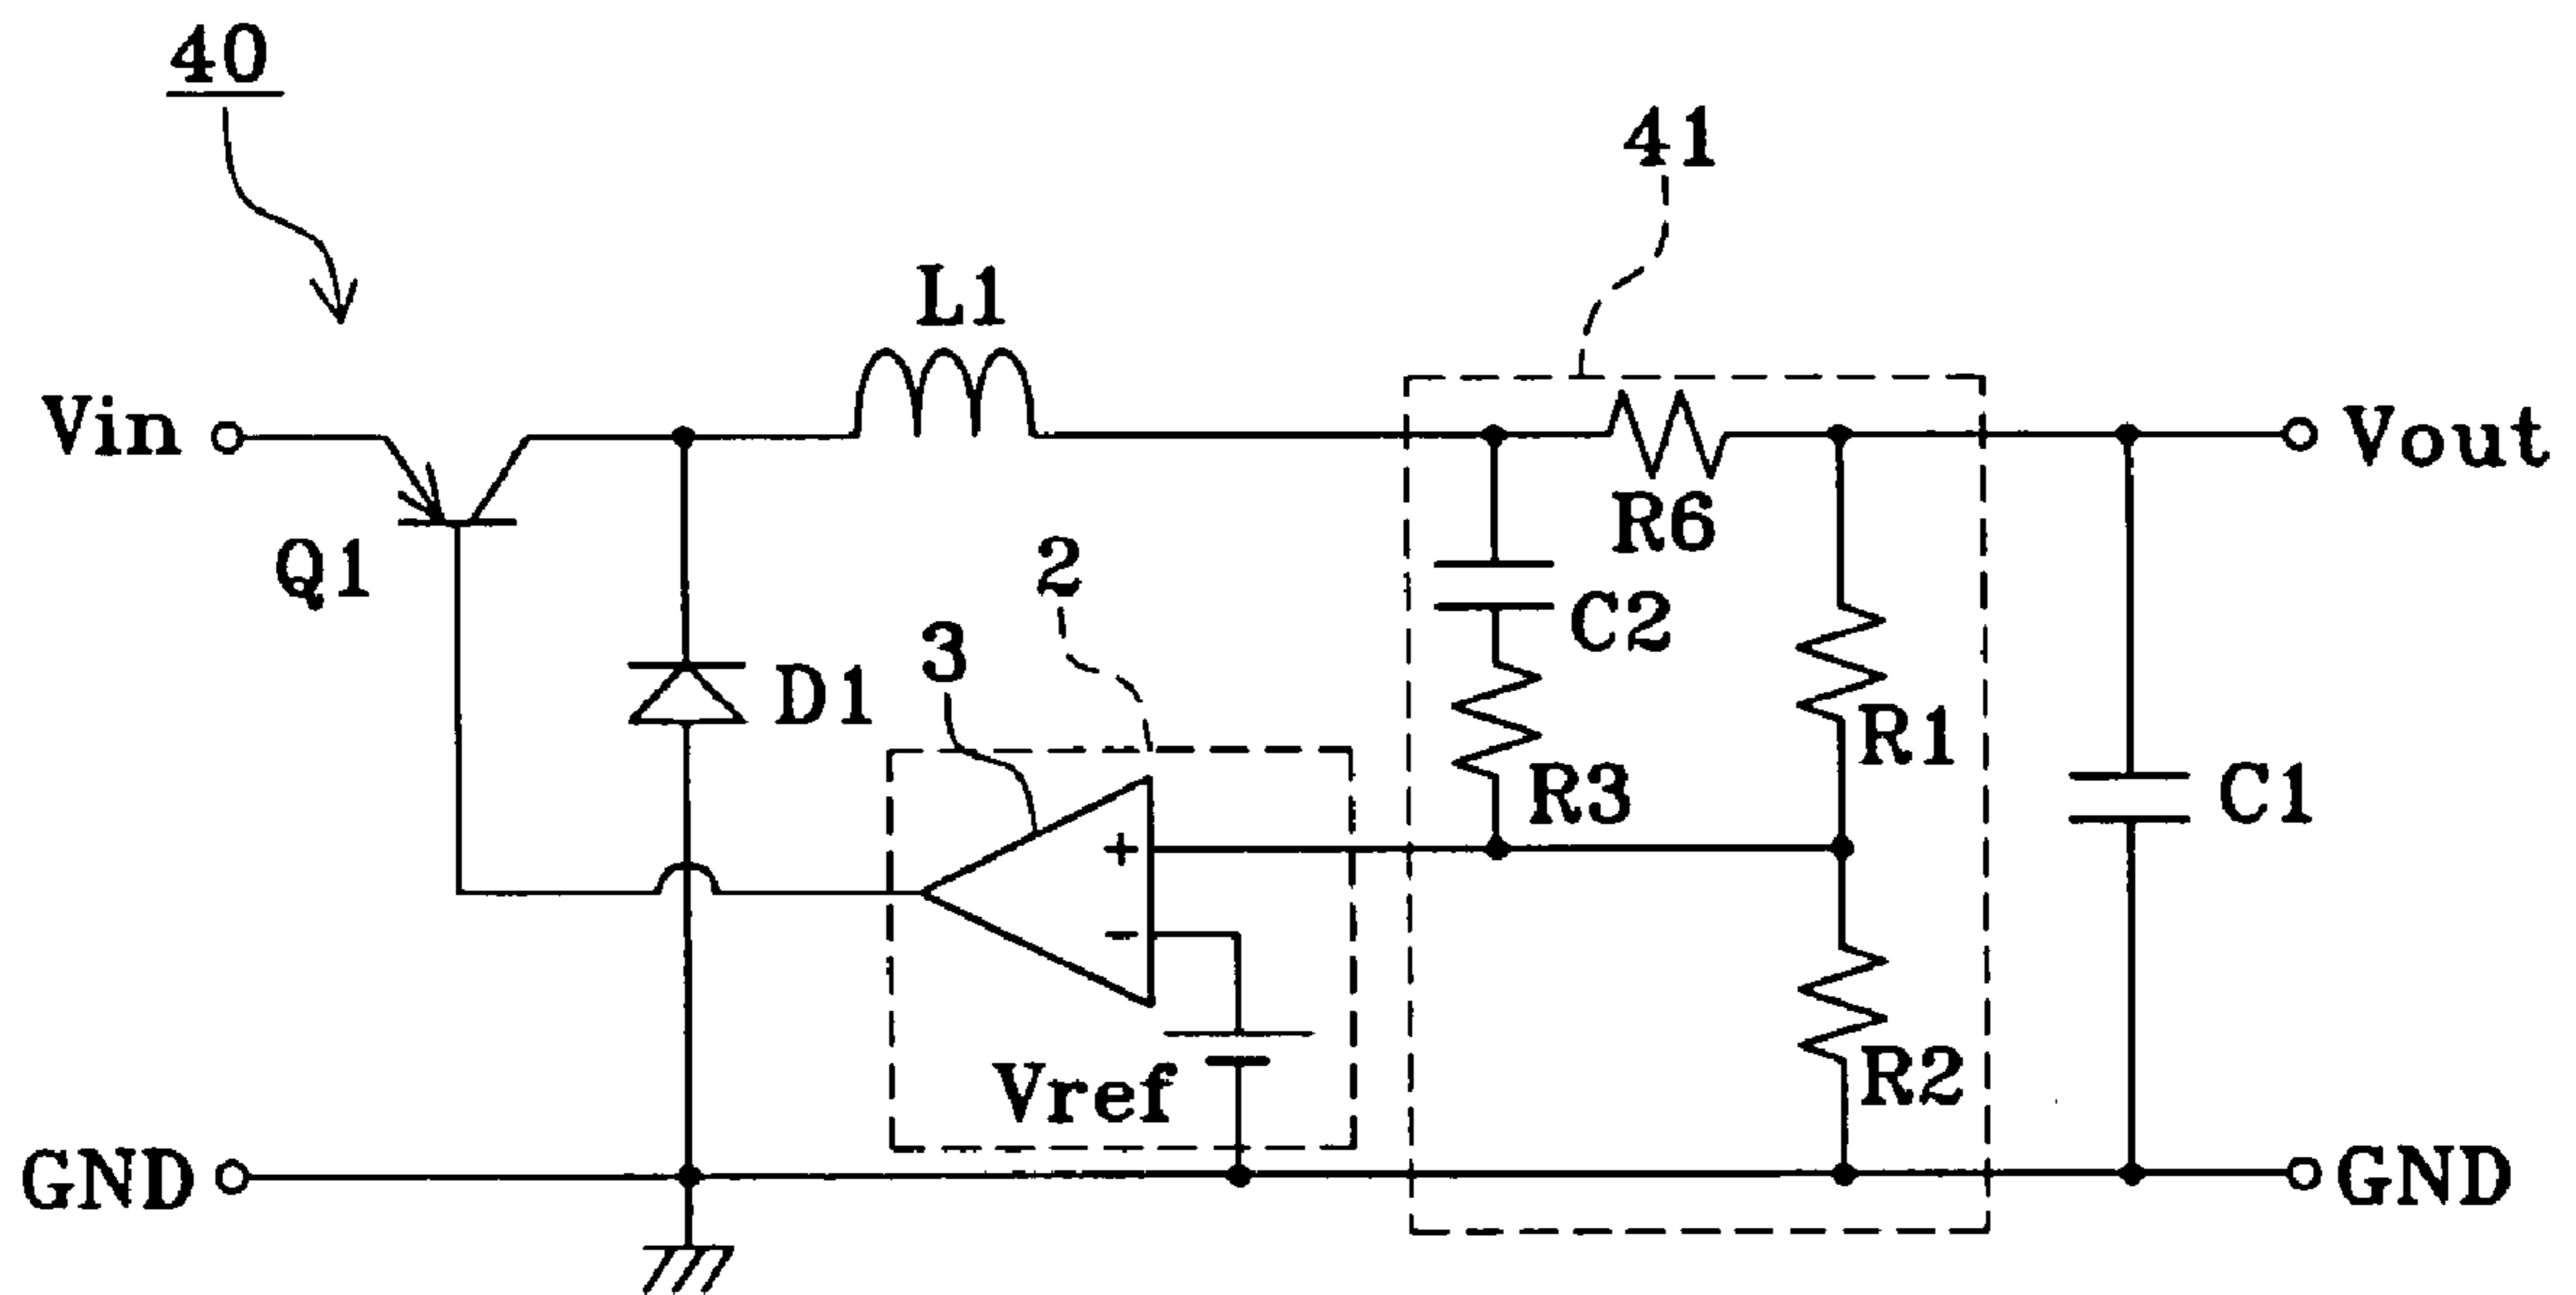 40
41
L1
Vin
Vout
R6
Q1
2
C2
3
D1
R1
R3
C1
+
−
Vref
R2
GND
GND